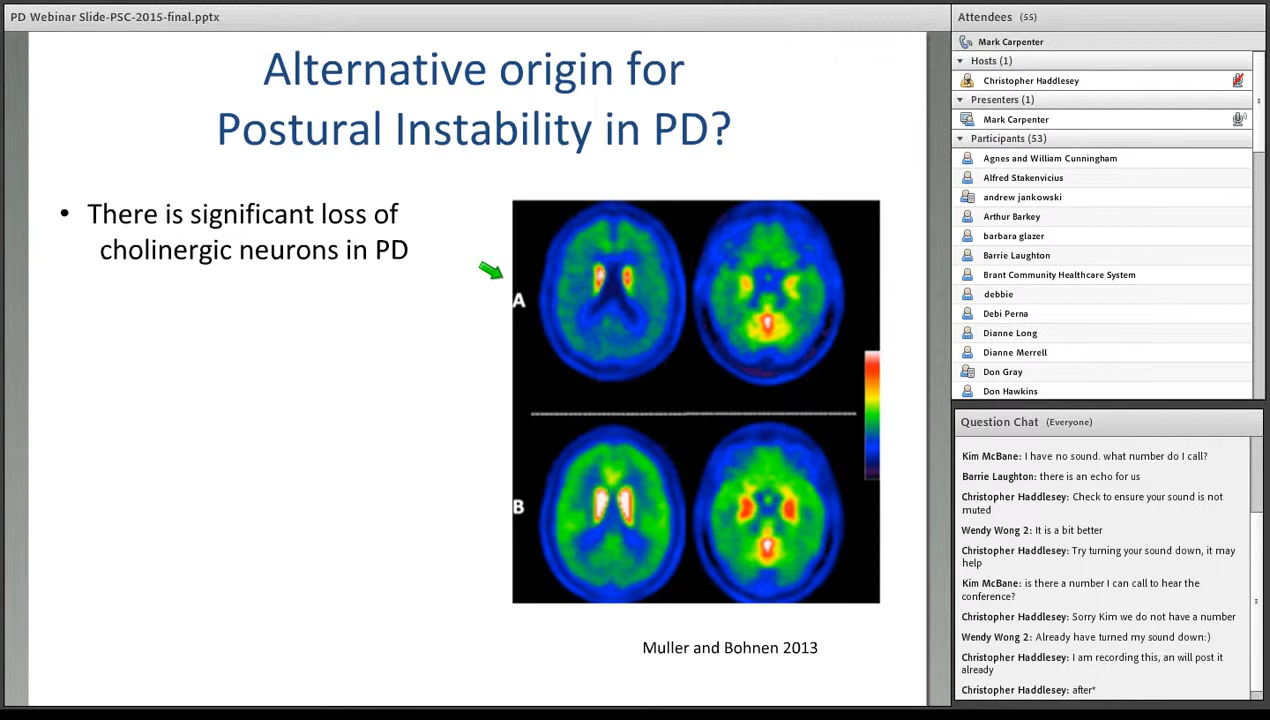 PD Webinar Slide-PSC-2015-final.pptx
Alternative origin for
Postural Instability in PD?
• There is significant loss of
cholinergic neurons in PD
A
B
Muller and Bohnen 2013
Attendees (55)
Mark Carpenter
Hosts (1)
Christopher Haddlesey
Presenters (1)
Mark Carpenter
Participants (53)
Agnes and William Cunningham
Alfred Stakenvicius
andrew jankowski
Arthur Barkey
barbara glazer
Barrie Laughton
Brant Community Healthcare System
debbie
Debi Perna
Dianne Long
Dianne Merrell
Don Gray
Don Hawkins
Question Chat (Everyone)
Kim McBane: I have no sound. what number do I call?
Barrie Laughton: there is an echo for us
Christopher Haddlesey: Check to ensure your sound is not
muted
Wendy Wong 2: It is a bit better
Christopher Haddlesey: Try turning your sound down, it may
help
Kim McBane: is there a number I can call to hear the
conference?
Christopher Haddlesey: Sorry Kim we do not have a number
Wendy Wong 2: Already have turned my sound down:)
Christopher Haddlesey: I am recording this, an will post it
already
Christopher Haddlesey: after*